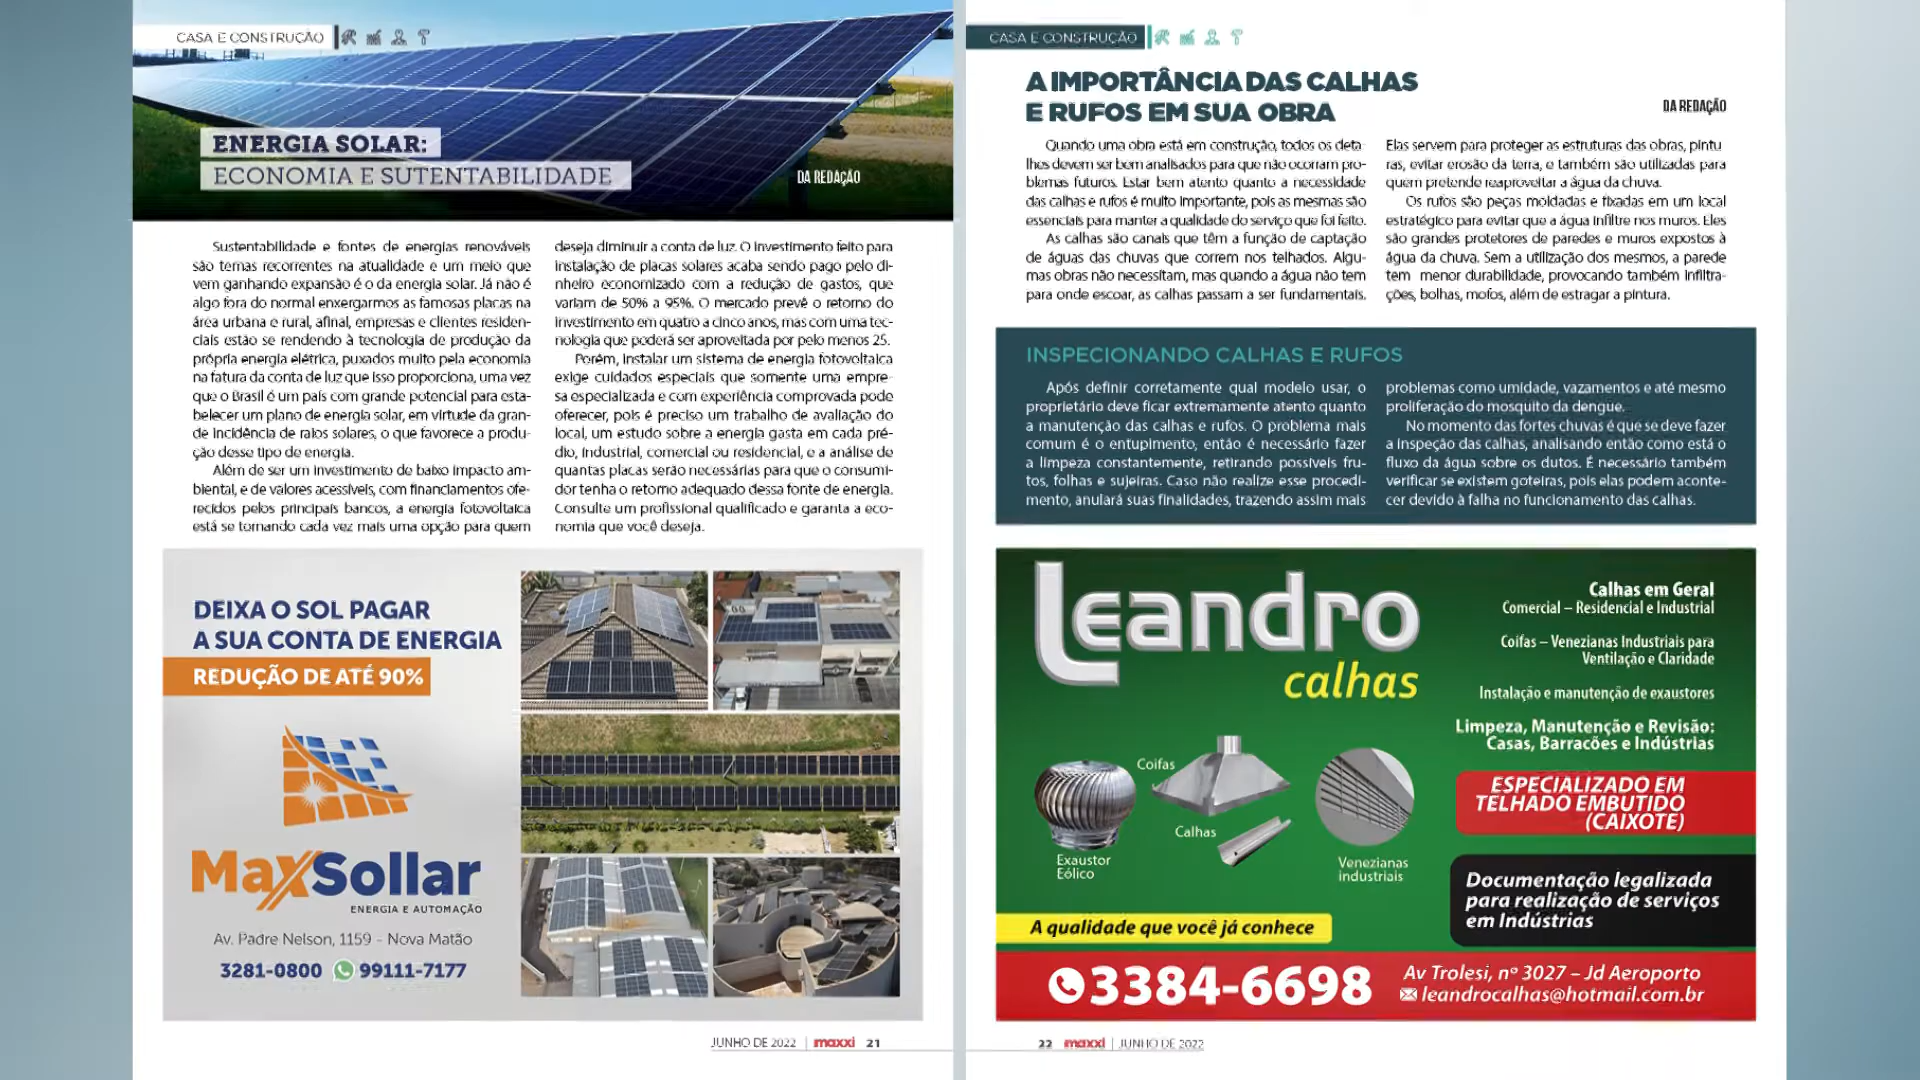 CASA E CONSTRUÇÃO
ENERGIA SOLAR:
ECONOMIA E SUTENTABILIDADE
DA REDAÇÃO
Sustentabilidade e fontes de energias renováveis
são temas recorrentes na atualidade e um meio que
vem ganhando expansão é o da energia solar. Já não é
algo fora do normal enxergarmos as famosas placas na
área urbana e rural, afinal, empresas e clientes residen-
ciais estão se rendendo à tecnologia de produção da
própria energia elétrica, puxados muito pela economia
na fatura da conta de luz que isso proporciona, uma vez
que o Brasil é um país com grande potencial para esta-
belecer um plano de energia solar, em virtude da gran-
de incidência de raios solares, o que favorece a produ-
ção desse tipo de energia.
Além de ser um investimento de baixo impacto am-
biental, e de valores acessíveis, com financiamentos ofe-
recidos pelos principais bancos, a energia fotovoltaica
está se tornando cada vez mais uma opção para quem
deseja diminuir a conta de luz. O investimento feito para
instalação de placas solares acaba sendo pago pelo di-
nheiro economizado com a redução de gastos, que
variam de 50% a 95%. O mercado prevê o retorno do
investimento em quatro a cinco anos, mas com uma tec-
nologia que poderá ser aproveitada por pelo menos 25.
Porém, instalar um sistema de energia fotovoltaica
exige cuidados especiais que somente uma empre-
sa especializada e com experiência comprovada pode
oferecer, pois é preciso um trabalho de avaliação do
local, um estudo sobre a energia gasta em cada pré-
dio, industrial, comercial ou residencial, e a análise de
quantas placas serão necessárias para que o consumi-
dor tenha o retorno adequado dessa fonte de energia.
Consulte um profissional qualificado e garanta a eco-
nomia que você deseja.
DEIXA O SOL PAGAR
A SUA CONTA DE ENERGIA
REDUÇÃO DE ATÉ 90%
MaxSollar
ENERGIA E AUTOMAÇÃO
Av. Padre Nelson, 1159 - Nova Matão
3281-0800 99111-7177
JUNHO DE 2022 | maxxi 21
CASA E CONSTRUÇÃO
A IMPORTÂNCIA DAS CALHAS
E RUFOS EM SUA OBRA
DA REDAÇÃO
Quando uma obra está em construção, todos os deta
lhes devem ser bem analisados para que não ocorram pro-
blemas futuros. Estar bem atento quanto a necessidade
das calhas e rufos é muito importante, pois as mesmas são
essenciais para manter a qualidade do serviço que foi feito.
As calhas são canais que têm a função de captação
de águas das chuvas que correm nos telhados. Algu-
mas obras não necessitam, mas quando a água não tem
para onde escoar, as calhas passam a ser fundamentais.
Elas servem para proteger as estruturas das obras, pintu
ras, evitar erosão da terra, e também são utilizadas para
quem pretende reaproveitar a água da chuva.
Os rufos são peças moldadas e fixadas em um local
estratégico para evitar que a água infiltre nos muros. Eles
são grandes protetores de paredes e muros expostos à
água da chuva. Sem a utilização dos mesmos, a parede
tem menor durabilidade, provocando também infiltra-
ções, bolhas, mofos, além de estragar a pintura.
INSPECIONANDO CALHAS E RUFOS
Após definir corretamente qual modelo usar, o
proprietário deve ficar extremamente atento quanto
a manutenção das calhas e rufos. O problema mais
comum é o entupimento, então é necessário fazer
a limpeza constantemente, retirando possíveis fru-
tos, folhas e sujeiras. Caso não realize esse procedi-
mento, anulará suas finalidades, trazendo assim mais
problemas como umidade, vazamentos e até mesmo
proliferação do mosquito da dengue.
No momento das fortes chuvas é que se deve fazer
a inspeção das calhas, analisando então como está o
fluxo da água sobre os dutos. É necessário também
verificar se existem goteiras, pois elas podem aconte-
cer devido à falha no funcionamento das calhas.
Leandro
calhas
Calhas em Geral
Comercial – Residencial e Industrial
Coifas – Venezianas Industriais para
Ventilação e Claridade
Instalação e manutenção de exaustores
Limpeza, Manutenção e Revisão:
Casas, Barracões e Indústrias
ESPECIALIZADO EM
TELHADO EMBUTIDO
(CAIXOTE)
Coifas
Calhas
Exaustor
Eólico
Venezianas
industriais
Documentação legalizada
para realização de serviços
em Indústrias
A qualidade que você já conhece
3384-6698
Av Trolesi, nº 3027 – Jd Aeroporto
leandrocalhas@hotmail.com.br
22 maxxi | JUNHO DE 2022